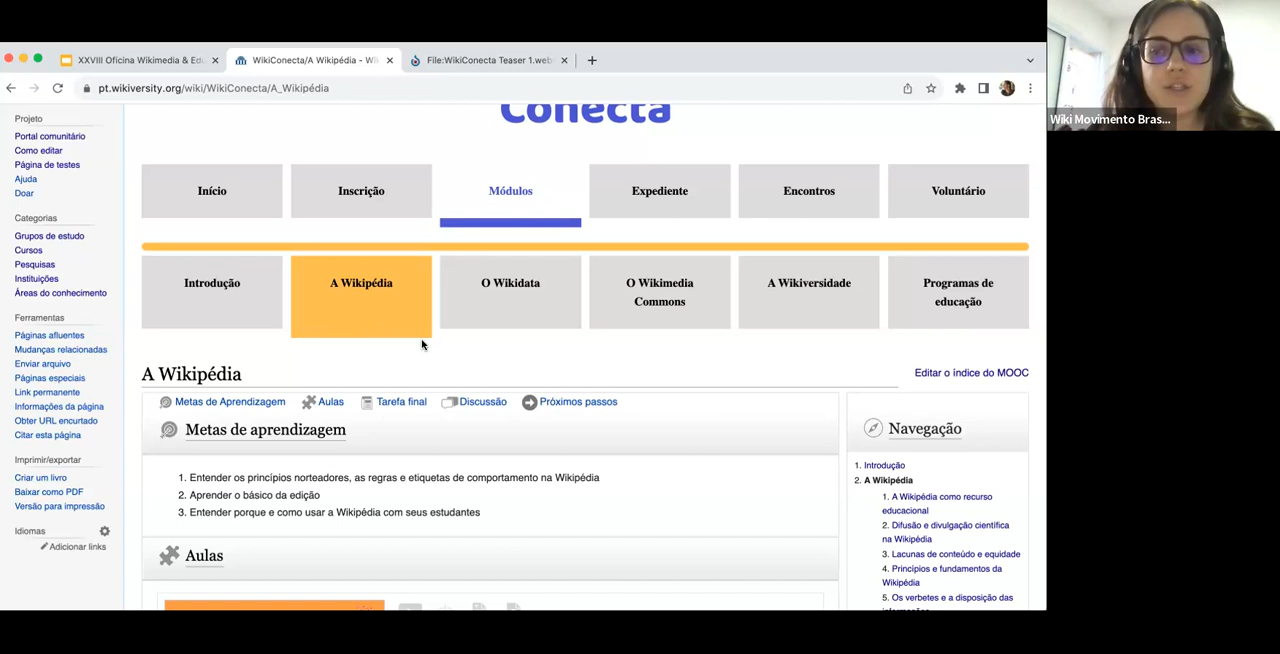 XXVIII Oficina Wikimedia & Edu
WikiConecta/A Wikipédia - Wi
File:WikiConecta Teaser 1.web
pt.wikiversity.org/wiki/WikiConecta/A_Wikipédia
Wiki Movimento Bras...
Conecta
Projeto
Portal comunitário
Como editar
Página de testes
Ajuda
Doar
Categorias
Grupos de estudo
Cursos
Pesquisas
Instituições
Áreas do conhecimento
Ferramentas
Páginas afluentes
Mudanças relacionadas
Enviar arquivo
Páginas especiais
Link permanente
Informações da página
Obter URL encurtado
Citar esta página
Imprimir/exportar
Criar um livro
Baixar como PDF
Versão para impressão
Idiomas
Adicionar links
Início
Inscrição
Módulos
Expediente
Encontros
Voluntário
Introdução
A Wikipédia
O Wikidata
O Wikimedia
Commons
A Wikiversidade
Programas de
educação
A Wikipédia
Editar o índice do MOOC
Metas de Aprendizagem Aulas Tarefa final Discussão Próximos passos
Metas de aprendizagem
1. Entender os princípios norteadores, as regras e etiquetas de comportamento na Wikipédia
2. Aprender o básico da edição
3. Entender porque e como usar a Wikipédia com seus estudantes
Aulas
Navegação
1. Introdução
2. A Wikipédia
1. A Wikipédia como recurso
educacional
2. Difusão e divulgação científica
na Wikipédia
3. Lacunas de conteúdo e equidade
4. Princípios e fundamentos da
Wikipédia
5. Os verbetes e a disposição das